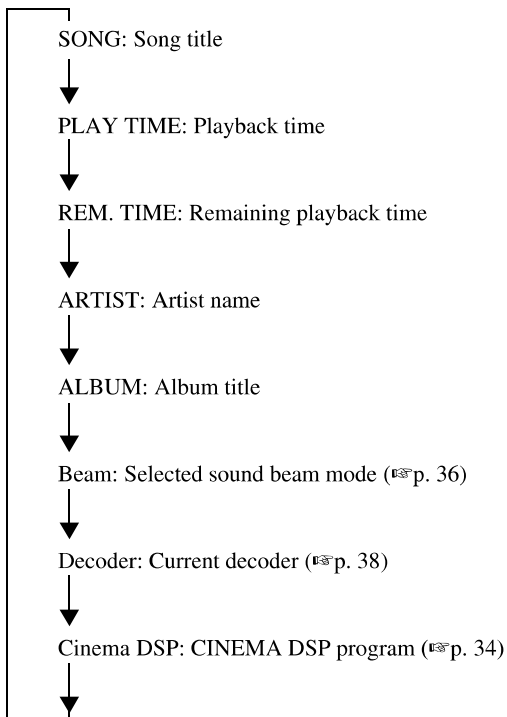 SONG: Song title
PLAY TIME: Playback time
REM. TIME: Remaining playback time
ARTIST: Artist name
ALBUM: Album title
Beam: Selected sound beam mode (☞p. 36)
Decoder: Current decoder (☞p. 38)
Cinema DSP: CINEMA DSP program (☞p. 34)